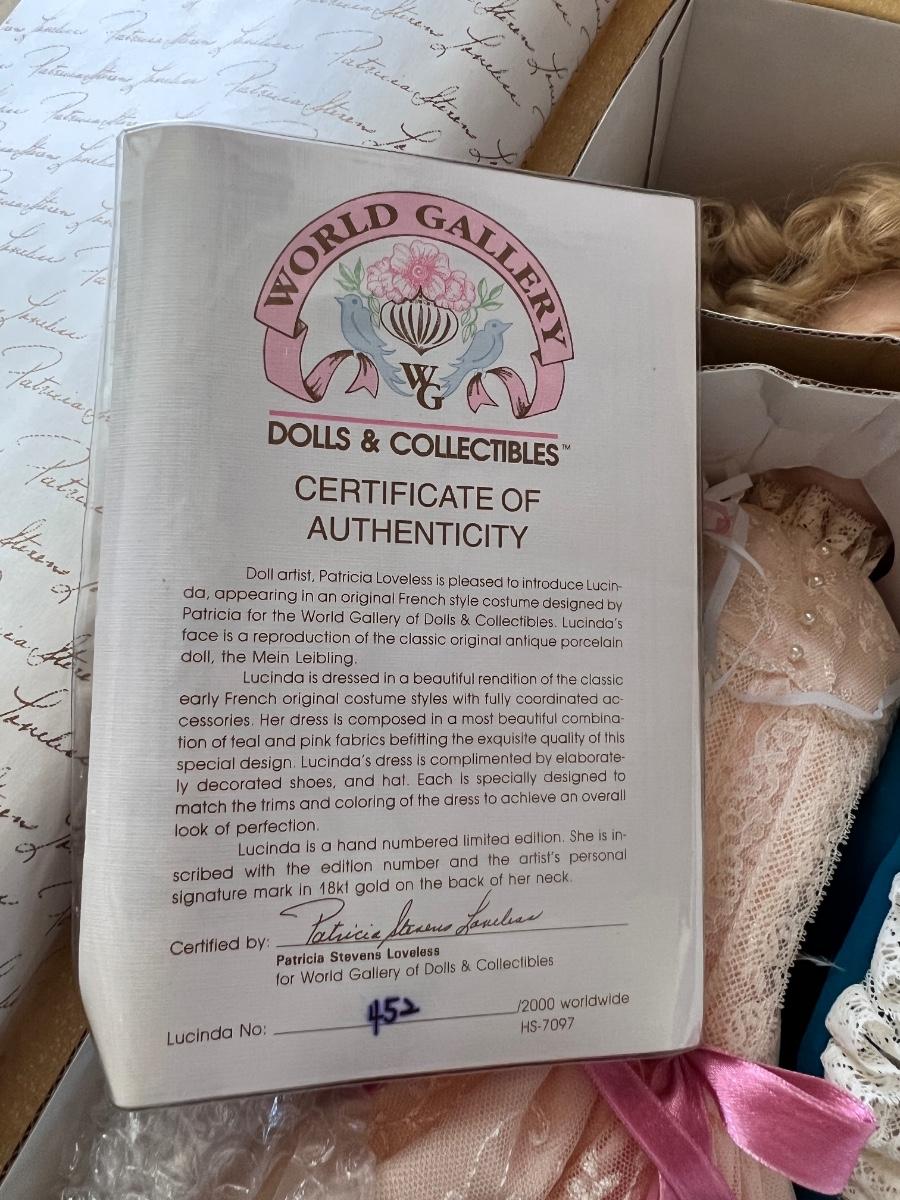 WORLD GALLERY
WG
DOLLS & COLLECTIBLES™
CERTIFICATE OF
AUTHENTICITY
Doll artist, Patricia Loveless is pleased to introduce Lucin-
da, appearing in an original French style costume designed by
Patricia for the World Gallery of Dolls & Collectibles. Lucinda's
face is a reproduction of the classic original antique porcelain
doll, the Mein Leibling.
Lucinda is dressed in a beautiful rendition of the classic
early French original costume styles with fully coordinated ac-
cessories. Her dress is composed in a most beautiful combina-
tion of teal and pink fabrics befitting the exquisite quality of this
special design. Lucinda's dress is complimented by elaborate-
ly decorated shoes, and hat. Each is specially designed to
match the trims and coloring of the dress to achieve an overall
look of perfection.
Lucinda is a hand numbered limited edition. She is in-
scribed with the edition number and the artist's personal
signature mark in 18kt gold on the back of her neck.
Certified by: Patricia Stevens Loveless
Patricia Stevens Loveless
for World Gallery of Dolls & Collectibles
Lucinda No: 452 /2000 worldwide
HS-7097